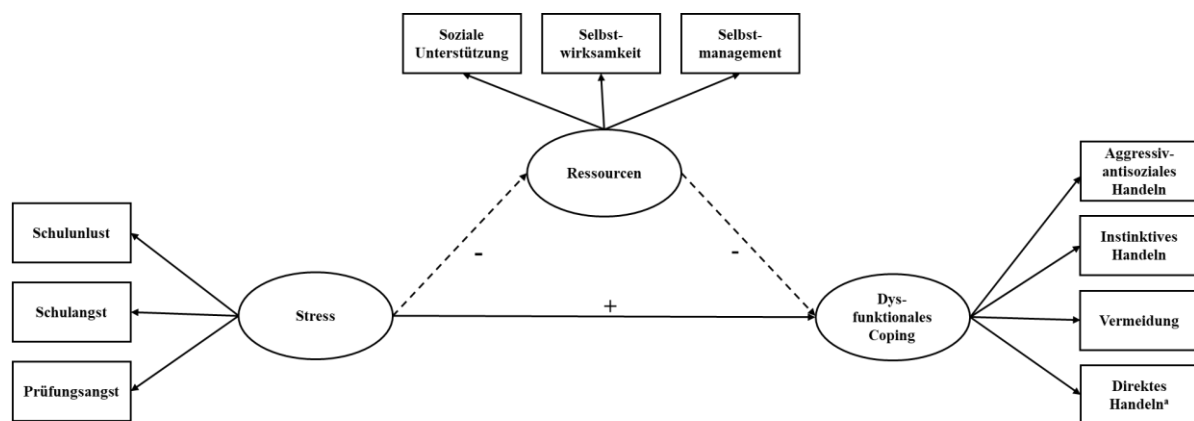 Soziale
Unterstützung
Selbst-
wirksamkeit
Selbst-
management
Ressourcen
Aggressiv-
antisoziales
Handeln
Schulunlust
Instinktives
Handeln
-
-
Schulangst
Stress
+
Dys-
funktionales
Coping
Vermeidung
Prüfungsangst
Direktes
Handelnª